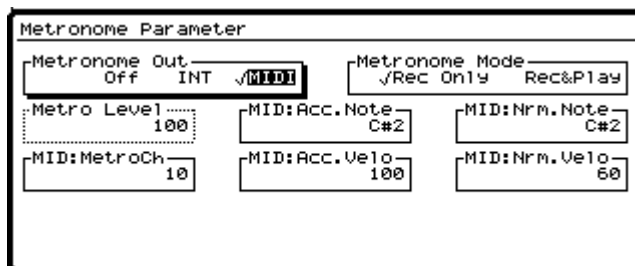 Metronome Parameter
Metronome Out
Off INT √MIDI
Metronome Mode
√Rec Only Rec&Play
Metro Level
100
MID:Acc.Note
C#2
MID:Nrm.Note
C#2
MID:MetroCh
10
MID:Acc.Velo
100
MID:Nrm.Velo
60